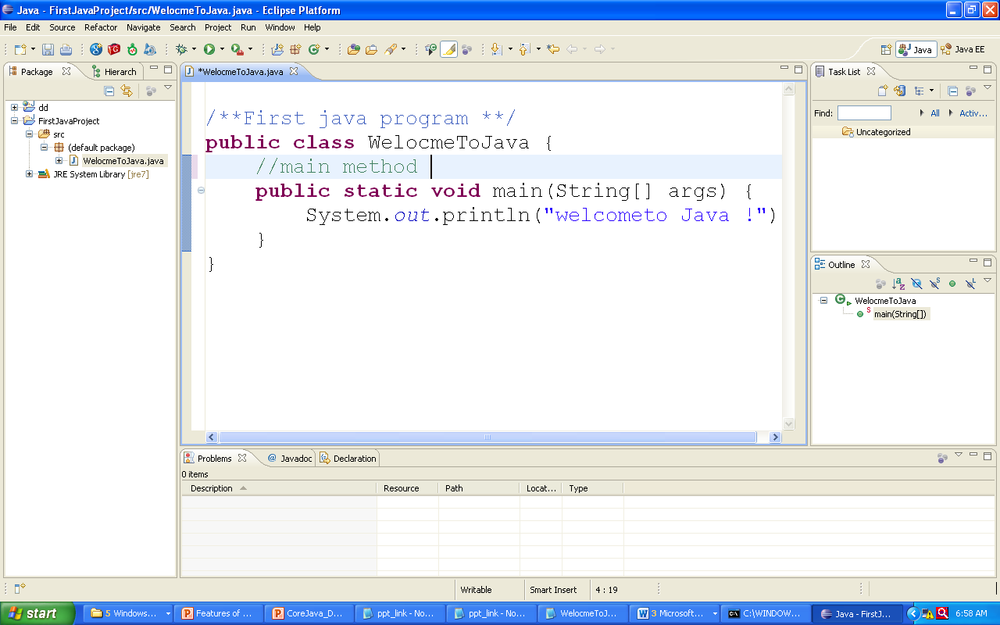 Java - FirstJavaProject/src/WelocmeToJava.java - Eclipse Platform
File Edit Source Refactor Navigate Search Project Run Window Help
Java Java EE
Package Hierarch
dd
FirstJavaProject
src
(default package)
WelocmeToJava.java
JRE System Library [jre7]
*WelocmeToJava.java
/**First java program **/
public class WelocmeToJava {
//main method
public static void main(String[] args) {
System.out.println("welcometo Java !")
}
}
Task List
Find: All Activ...
Uncategorized
Outline
WelocmeToJava
main(String[])
Problems Javadoc Declaration
0 items
Description Resource Path Locat... Type
Writable Smart Insert 4 : 19
start 5 Windows... Features of ... CoreJava_D... ppt_link - No... ppt_link - No... WelocmeToJ... 3 Microsoft... C:\WINDOW... Java - FirstJ... 6:58 AM